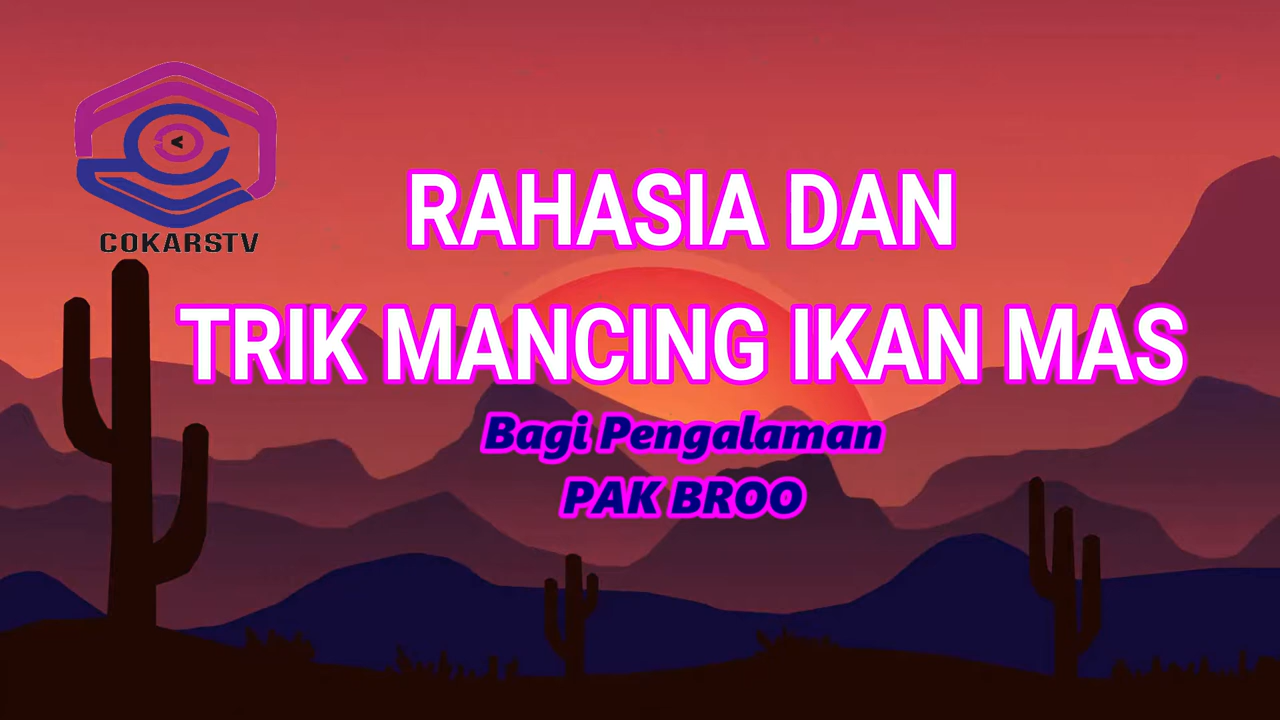 COKARSTV
RAHASIA DAN
TRIK MANCING IKAN MAS
Bagi Pengalaman
PAK BROO